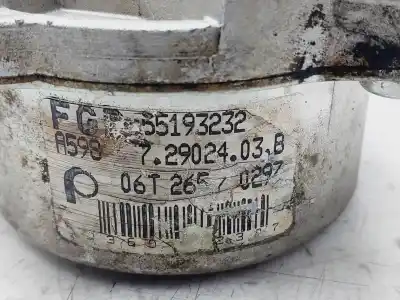 FGP 55193232
A598 7.29024.03.B
P 06T 265 / 0297